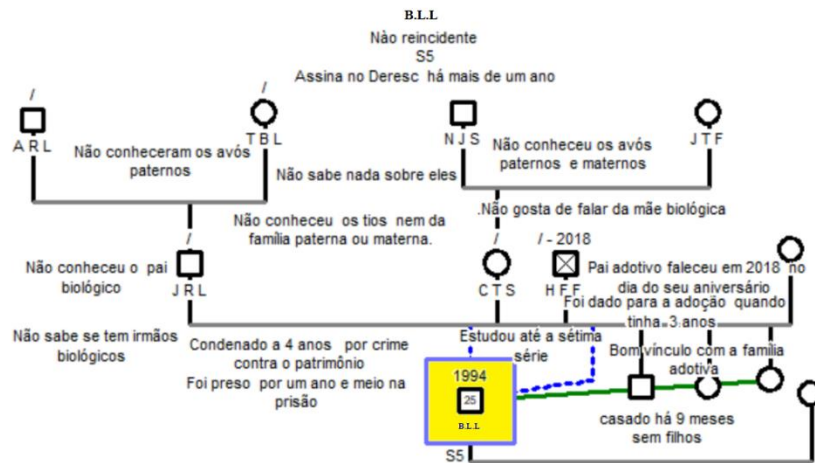 B.L.L
Nào reincidente
S5
Assina no Deresc há mais de um ano
/
/
A R L
T B L
N J S
J T F
Não conheceram os avós
paternos
Não conheceu os avós
paternos e maternos
Não sabe nada sobre eles
Não conheceu os tios nem da
família paterna ou materna.
.Não gosta de falar da mãe biológica
/
/
/ - 2018
Não conheceu o pai
biológico
J R L
C T S
H F F
Pai adotivo faleceu em 2018 no
dia do seu aniversário
Foi dado para a adoção quando
tinha 3 anos
Não sabe se tem irmãos
biológicos
Condenado a 4 anos por crime
contra o patrimônio
Foi preso por um ano e meio na
prisão
Estudou até a sétima
série
Bom vínculo com a família
adotiva
1994
25
B.L.L
casado há 9 meses
sem filhos
S5